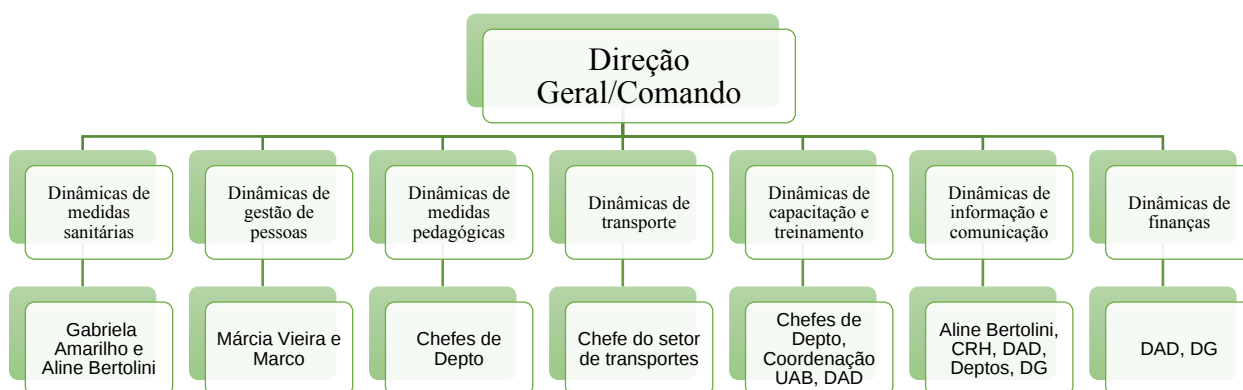 Direção
Geral/Comando
Dinâmicas de
medidas
sanitárias
Dinâmicas de
gestão de
pessoas
Dinâmicas de
medidas
pedagógicas
Dinâmicas de
transporte
Dinâmicas de
capacitação e
treinamento
Dinâmicas de
informação e
comunicação
Dinâmicas de
finanças
Gabriela
Amarilho e
Aline Bertolini
Márcia Vieira e
Marco
Chefes de
Depto
Chefe do setor
de transportes
Chefes de
Depto,
Coordenação
UAB, DAD
Aline Bertolini,
CRH, DAD,
Deptos, DG
DAD, DG